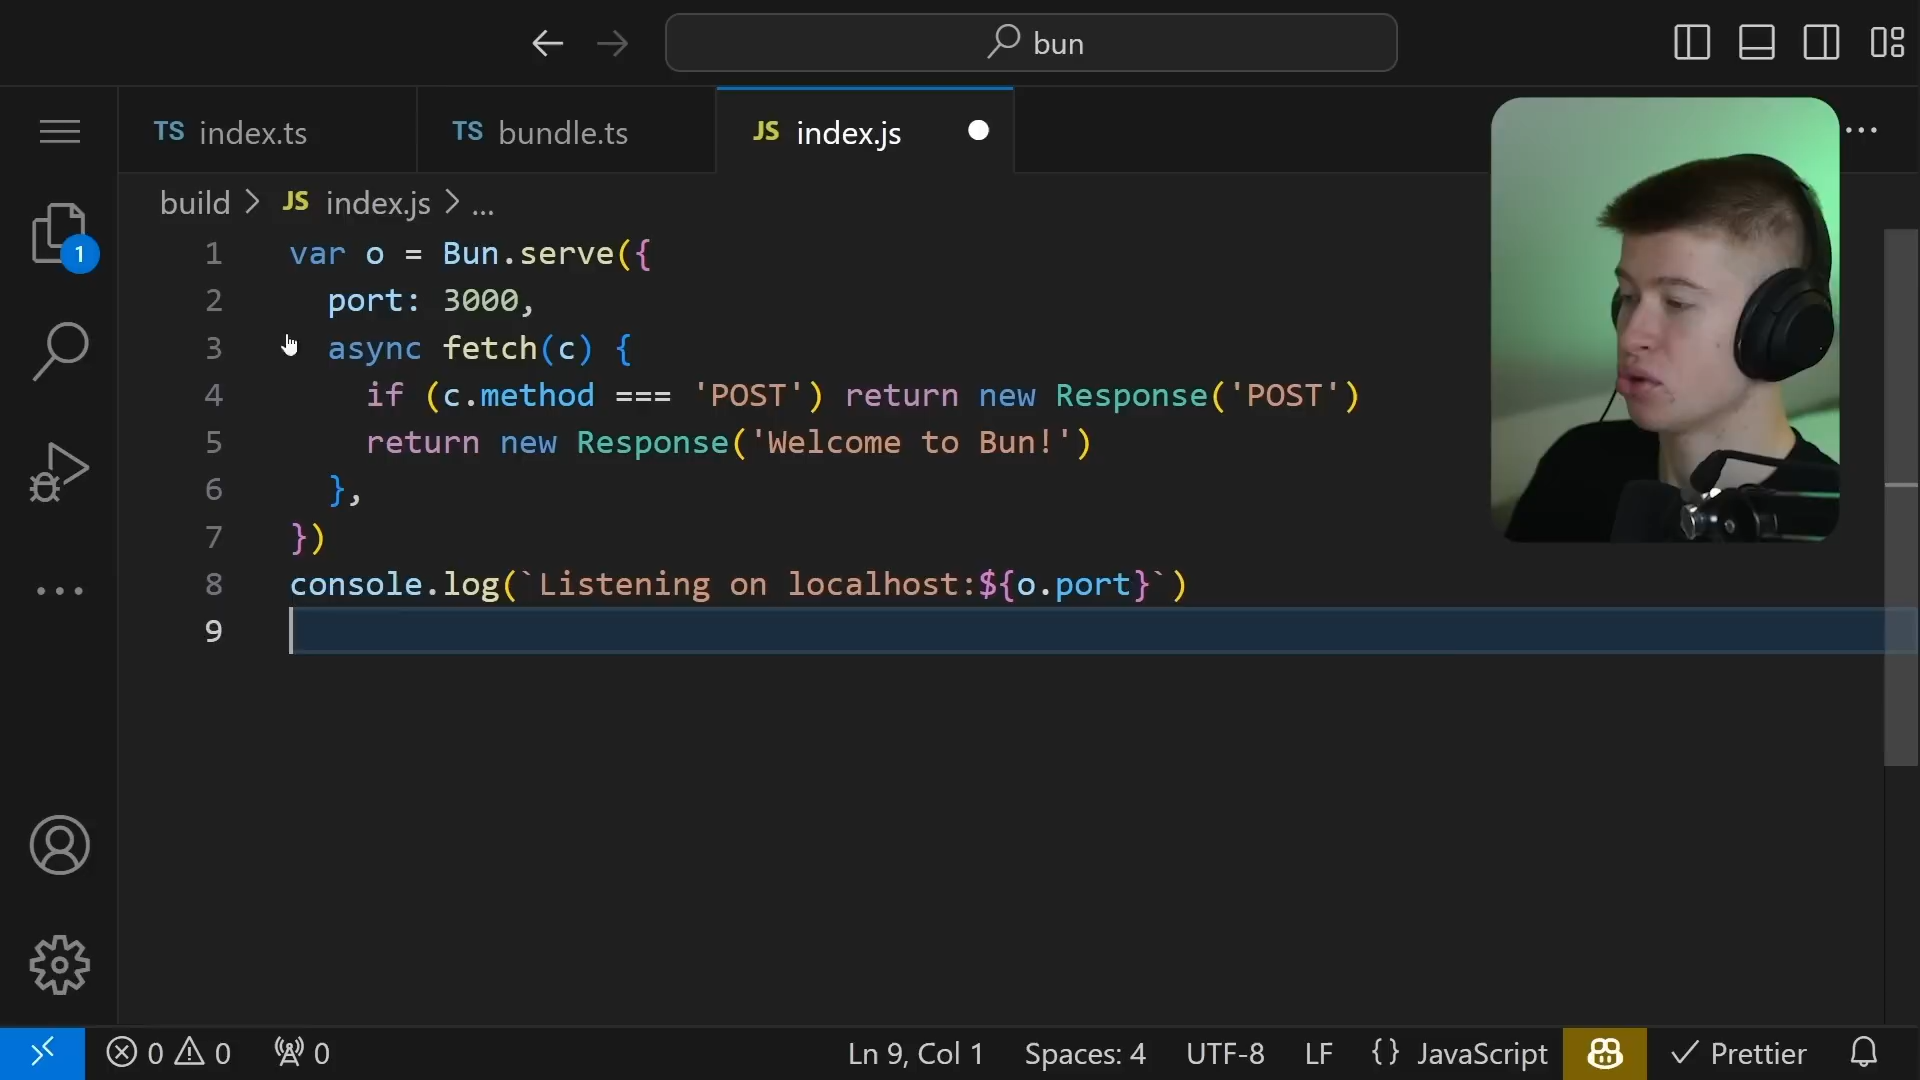 bun
TS index.ts
TS bundle.ts
JS index.js
build > JS index.js > ...
1
1 var o = Bun.serve({
2 port: 3000,
3 async fetch(c) {
4 if (c.method === 'POST') return new Response('POST')
5 return new Response('Welcome to Bun!')
6 },
7 })
8 console.log(`Listening on localhost:${o.port}`)
9
0 0 0 Ln 9, Col 1 Spaces: 4 UTF-8 LF {} JavaScript Prettier